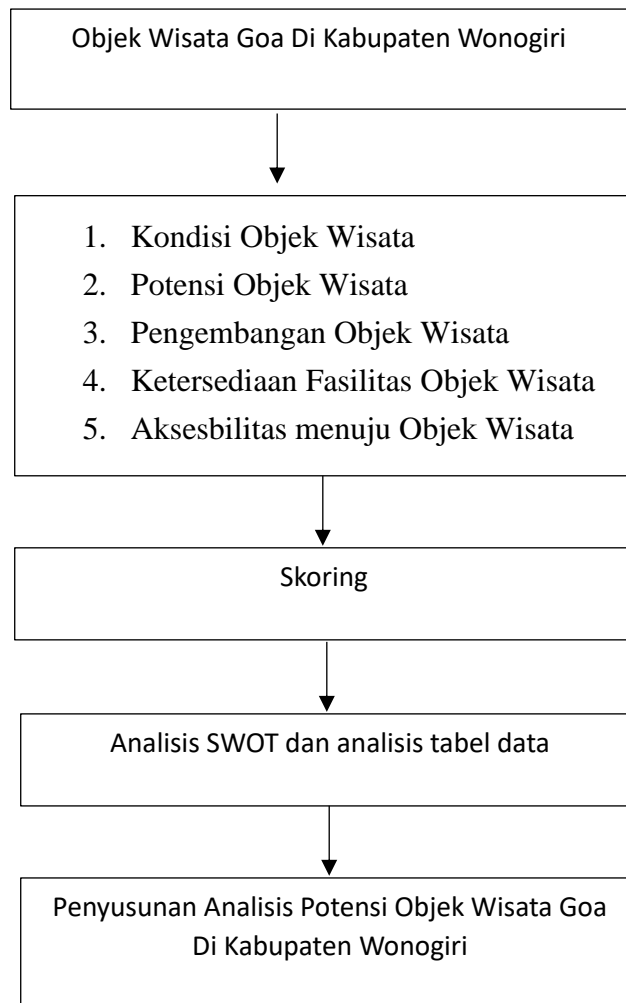 Objek Wisata Goa Di Kabupaten Wonogiri
1. Kondisi Objek Wisata
2. Potensi Objek Wisata
3. Pengembangan Objek Wisata
4. Ketersediaan Fasilitas Objek Wisata
5. Aksesbilitas menuju Objek Wisata
Skoring
Analisis SWOT dan analisis tabel data
Penyusunan Analisis Potensi Objek Wisata Goa
Di Kabupaten Wonogiri